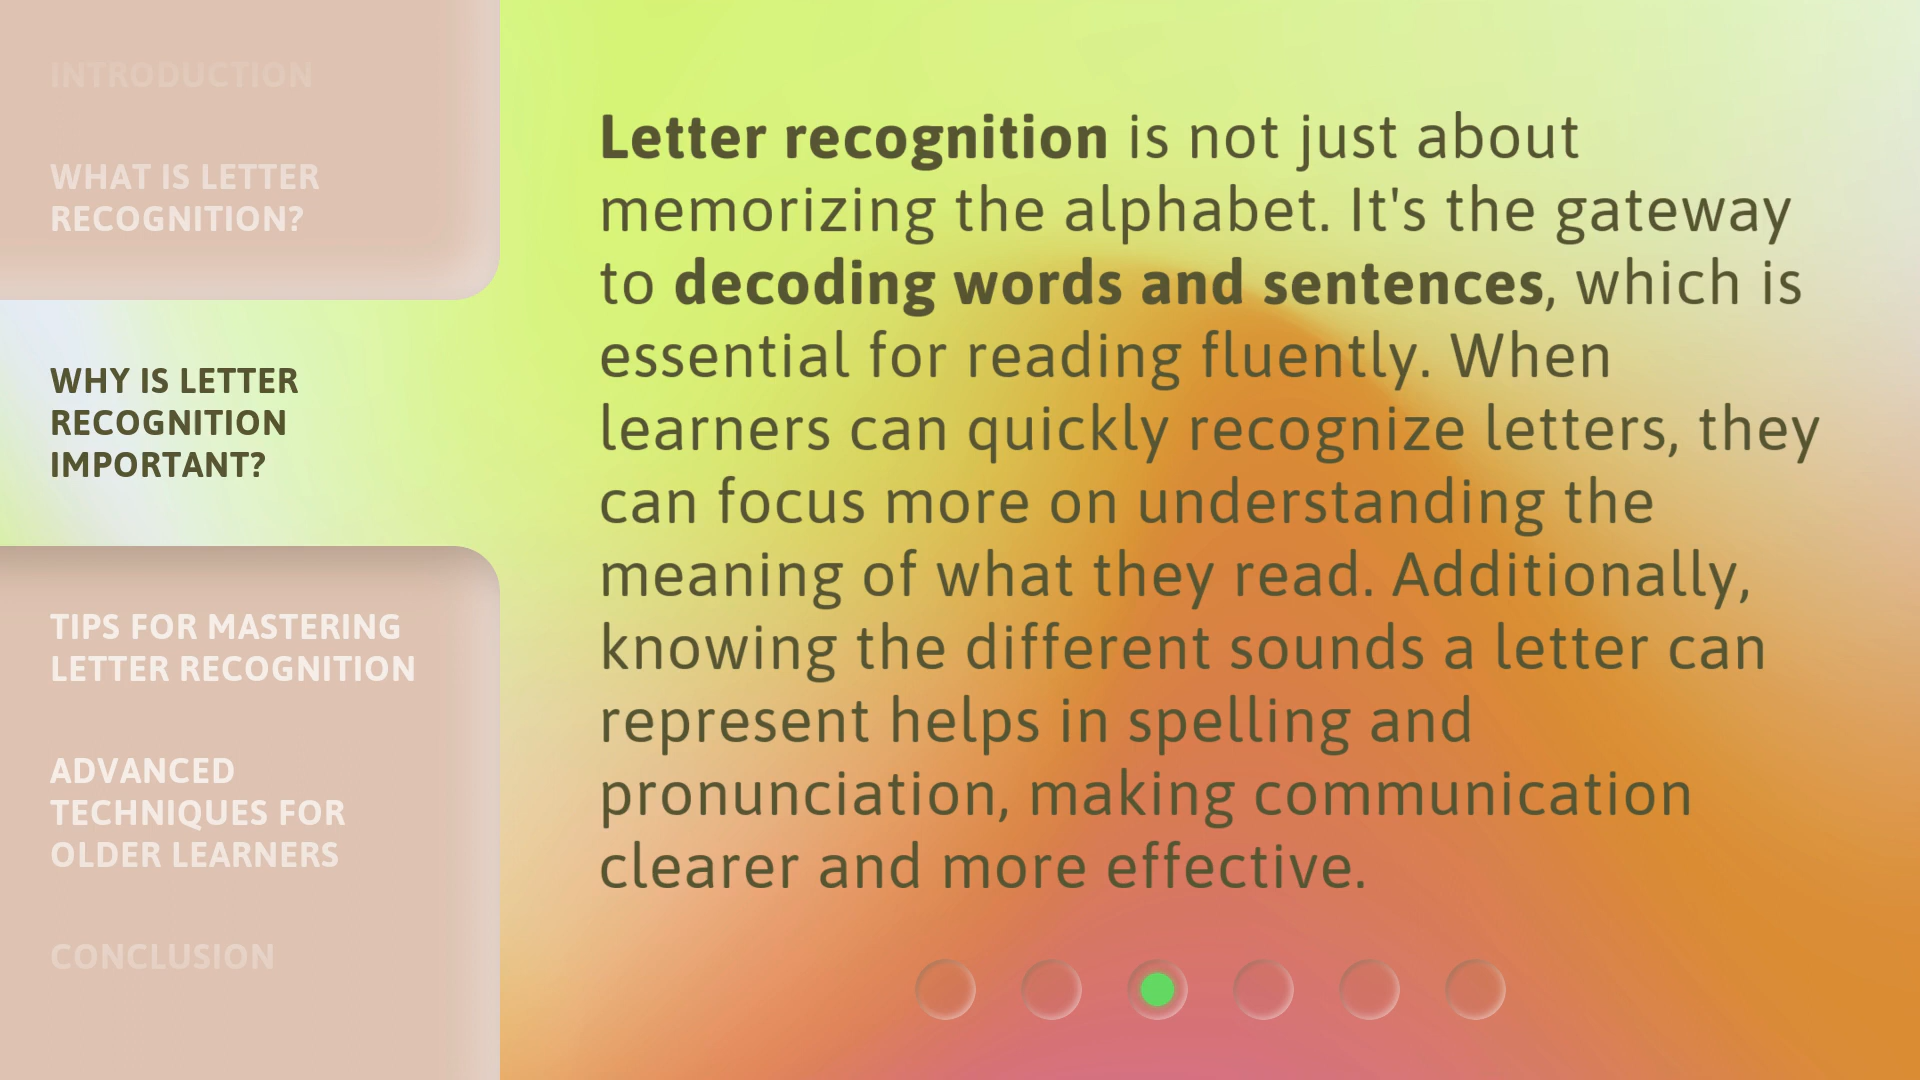 INTRODUCTION
WHAT IS LETTER
RECOGNITION?
WHY IS LETTER
RECOGNITION
IMPORTANT?
TIPS FOR MASTERING
LETTER RECOGNITION
ADVANCED
TECHNIQUES FOR
OLDER LEARNERS
CONCLUSION
Letter recognition is not just about
memorizing the alphabet. It's the gateway
to decoding words and sentences, which is
essential for reading fluently. When
learners can quickly recognize letters, they
can focus more on understanding the
meaning of what they read. Additionally,
knowing the different sounds a letter can
represent helps in spelling and
pronunciation, making communication
clearer and more effective.